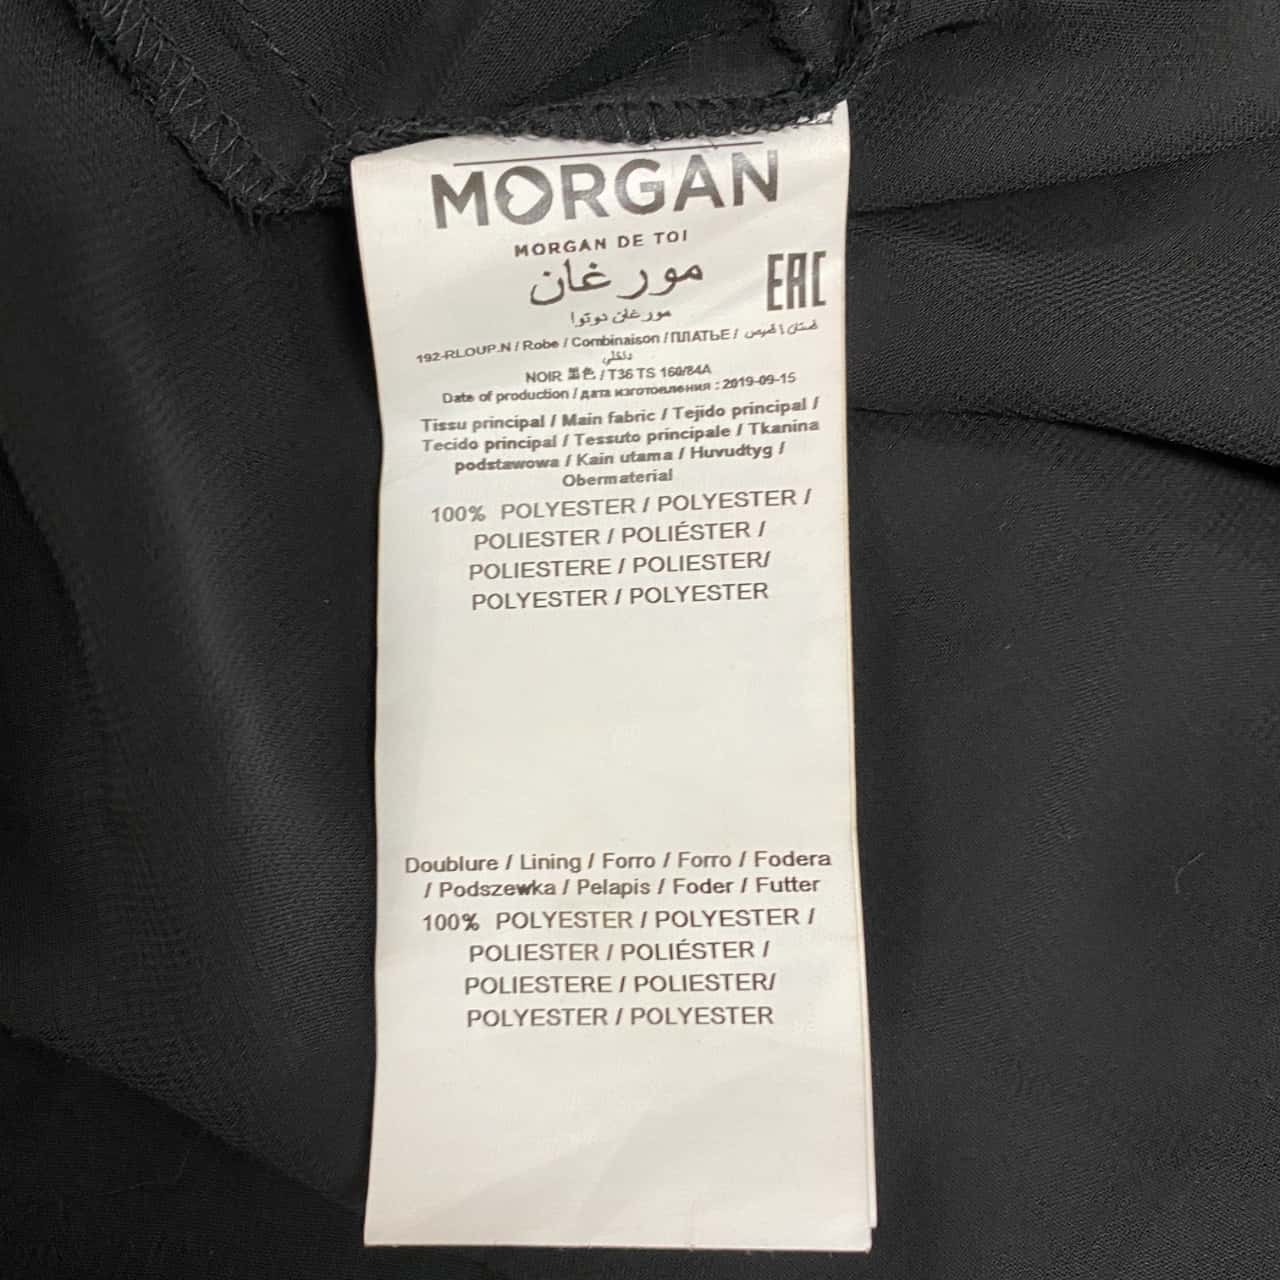 MORGAN
MORGAN DE TOI
مورغان
EAC
مورغان دوتوا
192-RLOUP.N / Robe / Combinaison / ПЛАТЬЕ / فستان / قميص
داخلي
NOIR 黑色 / T36 TS 160/84A
Date of production / дата изготовления : 2019-09-15
Tissu principal / Main fabric / Tejido principal /
Tecido principal / Tessuto principale / Tkanina
podstawowa / Kain utama / Huvudtyg /
Obermaterial
100% POLYESTER / POLYESTER /
POLIESTER / POLIÉSTER /
POLIESTERE / POLIESTER/
POLYESTER / POLYESTER
Doublure / Lining / Forro / Forro / Fodera
/ Podszewka / Pelapis / Foder / Futter
100% POLYESTER / POLYESTER /
POLIESTER / POLIÉSTER /
POLIESTERE / POLIESTER/
POLYESTER / POLYESTER